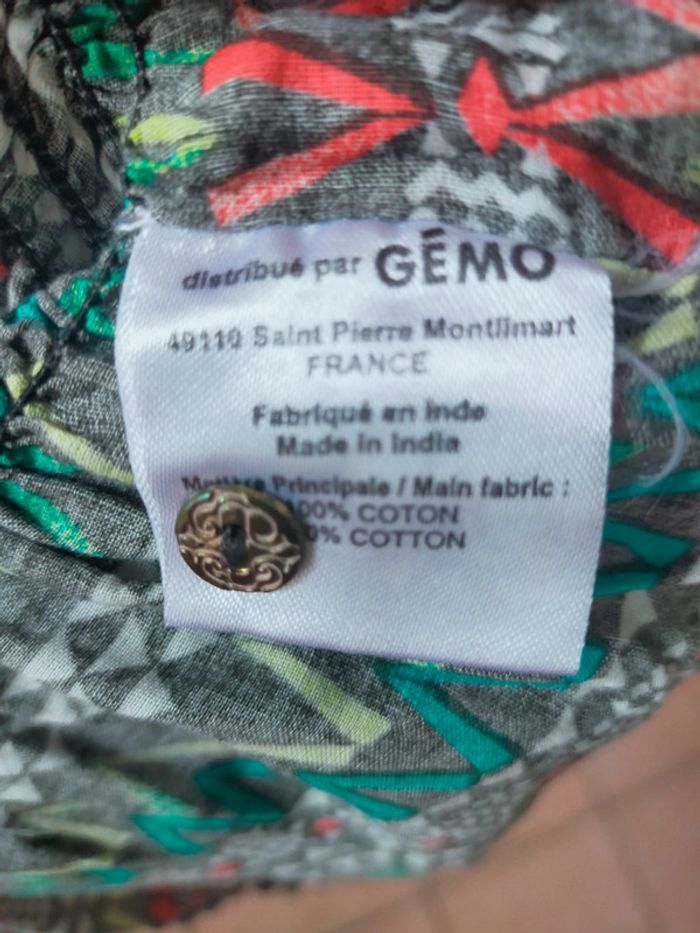 distribué par GÉMO
49110 Saint Pierre Montlimart
FRANCE
Fabriqué en Inde
Made in India
Principale / Main fabric :
00% COTON
0% COTTON